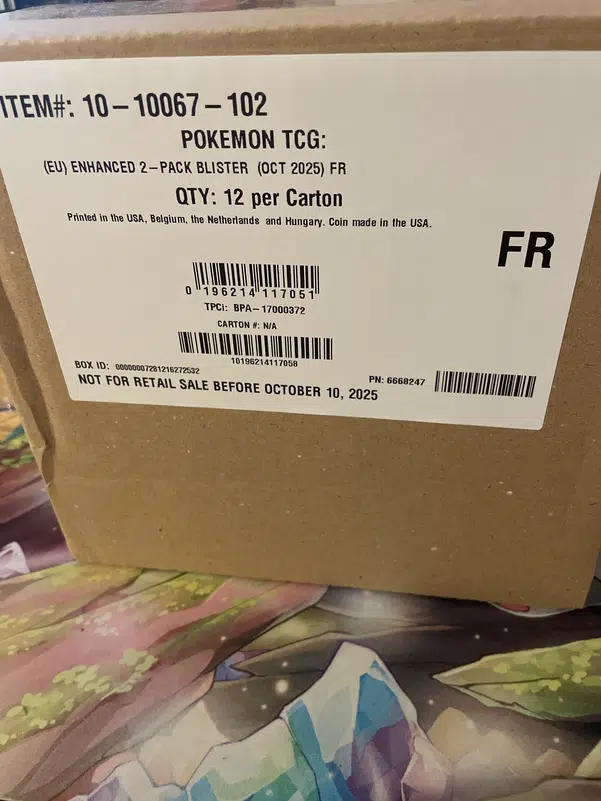 ITEM#: 10-10067-102
POKEMON TCG:
(EU) ENHANCED 2-PACK BLISTER (OCT 2025) FR
QTY: 12 per Carton
Printed in the USA, Belgium, the Netherlands and Hungary. Coin made in the USA.
FR
0 196214 117051
TPCi: BPA-17000372
CARTON #: N/A
10196214117058
BOX ID: 00000007281216272532
PN: 6668247
NOT FOR RETAIL SALE BEFORE OCTOBER 10, 2025